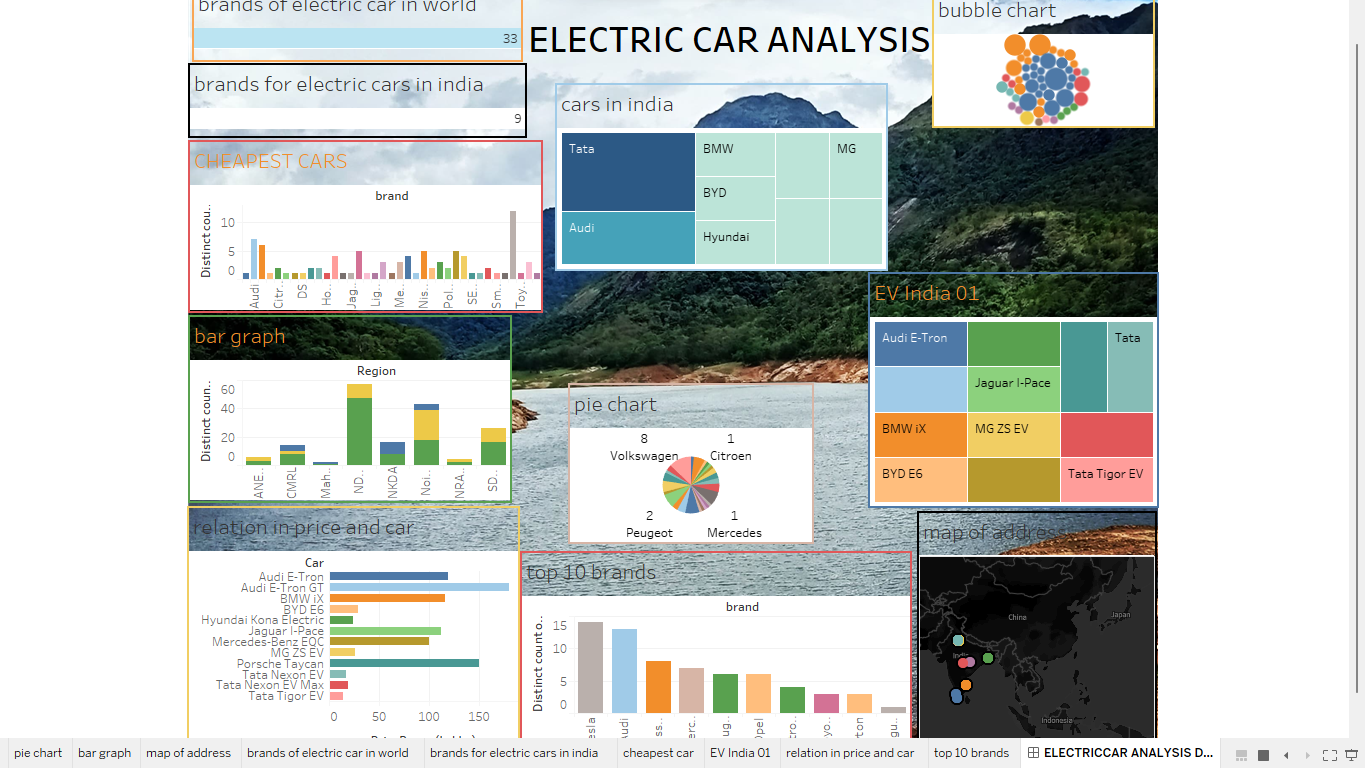 brands of electric car in world
33
ELECTRIC CAR ANALYSIS
bubble chart
brands for electric cars in india
9
cars in india
Tata
BMW
MG
BYD
Audi
Hyundai
CHEAPEST CARS
brand
Distinct cou..
10
5
0
Audi
Citr..
DS
Ho..
Jag..
Lig..
Me..
Nis..
Pol..
SE..
Sm..
Toy..
EV India 01
Audi E-Tron
Tata
Jaguar I-Pace
BMW iX
MG ZS EV
BYD E6
Tata Tigor EV
bar graph
Region
Distinct coun..
60
40
20
0
ANE..
CMRL
Mah..
ND..
NKDA
Noi..
NRA..
SD..
pie chart
8
1
Volkswagen
Citroen
2
1
Peugeot
Mercedes
relation in price and car
Car
Audi E-Tron
Audi E-Tron GT
BMW iX
BYD E6
Hyundai Kona Electric
Jaguar I-Pace
Mercedes-Benz EQC
MG ZS EV
Porsche Taycan
Tata Nexon EV
Tata Nexon EV Max
Tata Tigor EV
0 50 100 150
top 10 brands
brand
Distinct count o..
15
10
5
0
map of address
China
Japan
Indonesia
pie chart
bar graph
map of address
brands of electric car in world
brands for electric cars in india
cheapest car
EV India 01
relation in price and car
top 10 brands
ELECTRICCAR ANALYSIS D...